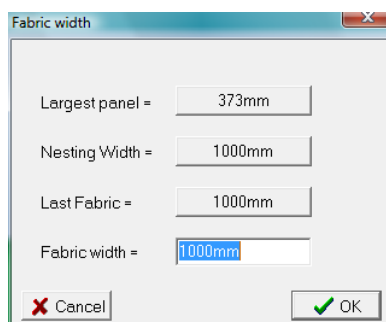 Fabric width
Largest panel = 373mm
Nesting Width = 1000mm
Last Fabric = 1000mm
Fabric width = 1000mm
Cancel OK